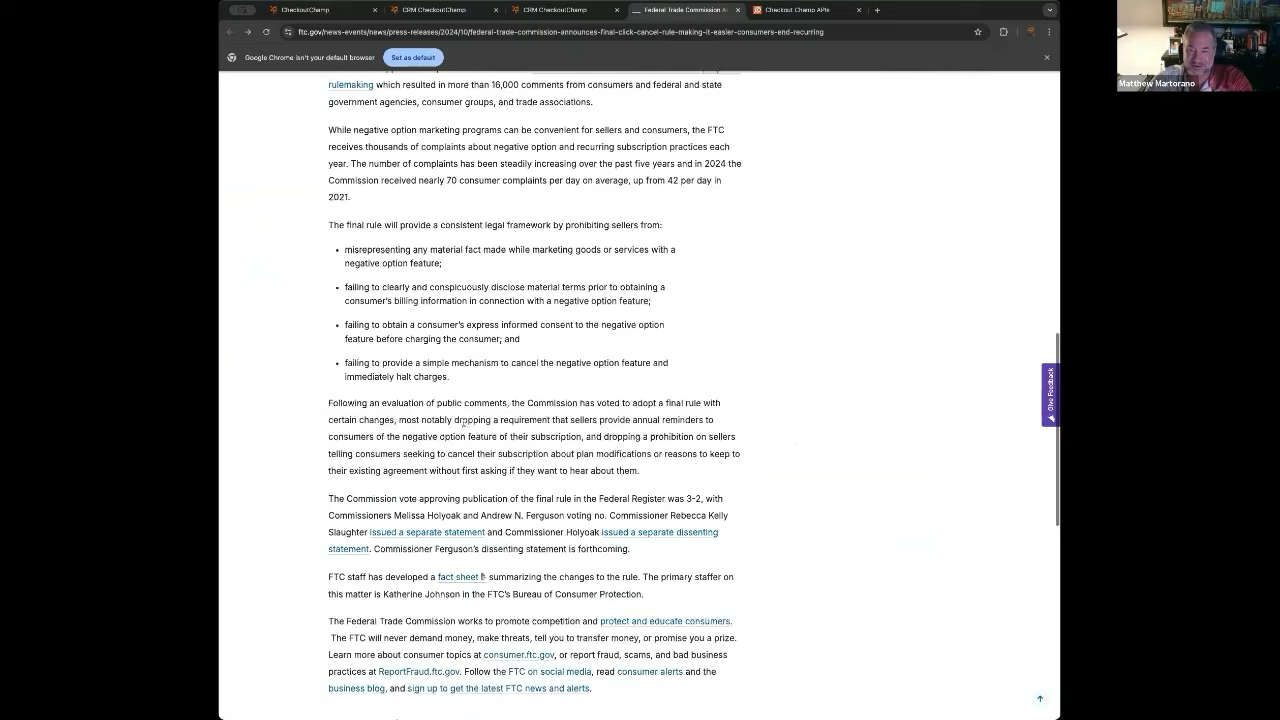 CheckoutChamp
CRM CheckoutChamp
CRM CheckoutChamp
Federal Trade Commission A
Checkout Champ APIs
ftc.gov/news-events/news/press-releases/2024/10/federal-trade-commission-announces-final-click-cancel-rule-making-it-easier-consumers-end-recurring
Google Chrome isn't your default browser
Set as default
Matthew Martorano
rulemaking which resulted in more than 16,000 comments from consumers and federal and state
government agencies, consumer groups, and trade associations.
While negative option marketing programs can be convenient for sellers and consumers, the FTC
receives thousands of complaints about negative option and recurring subscription practices each
year. The number of complaints has been steadily increasing over the past five years and in 2024 the
Commission received nearly 70 consumer complaints per day on average, up from 42 per day in
2021.
The final rule will provide a consistent legal framework by prohibiting sellers from:
• misrepresenting any material fact made while marketing goods or services with a
negative option feature;
• failing to clearly and conspicuously disclose material terms prior to obtaining a
consumer's billing information in connection with a negative option feature;
• failing to obtain a consumer's express informed consent to the negative option
feature before charging the consumer; and
• failing to provide a simple mechanism to cancel the negative option feature and
immediately halt charges.
Give Feedback
Following an evaluation of public comments, the Commission has voted to adopt a final rule with
certain changes, most notably dropping a requirement that sellers provide annual reminders to
consumers of the negative option feature of their subscription, and dropping a prohibition on sellers
telling consumers seeking to cancel their subscription about plan modifications or reasons to keep to
their existing agreement without first asking if they want to hear about them.
The Commission vote approving publication of the final rule in the Federal Register was 3-2, with
Commissioners Melissa Holyoak and Andrew N. Ferguson voting no. Commissioner Rebecca Kelly
Slaughter issued a separate statement and Commissioner Holyoak issued a separate dissenting
statement. Commissioner Ferguson's dissenting statement is forthcoming.
FTC staff has developed a fact sheet summarizing the changes to the rule. The primary staffer on
this matter is Katherine Johnson in the FTC's Bureau of Consumer Protection.
The Federal Trade Commission works to promote competition and protect and educate consumers.
The FTC will never demand money, make threats, tell you to transfer money, or promise you a prize.
Learn more about consumer topics at consumer.ftc.gov, or report fraud, scams, and bad business
practices at ReportFraud.ftc.gov. Follow the FTC on social media, read consumer alerts and the
business blog, and sign up to get the latest FTC news and alerts.